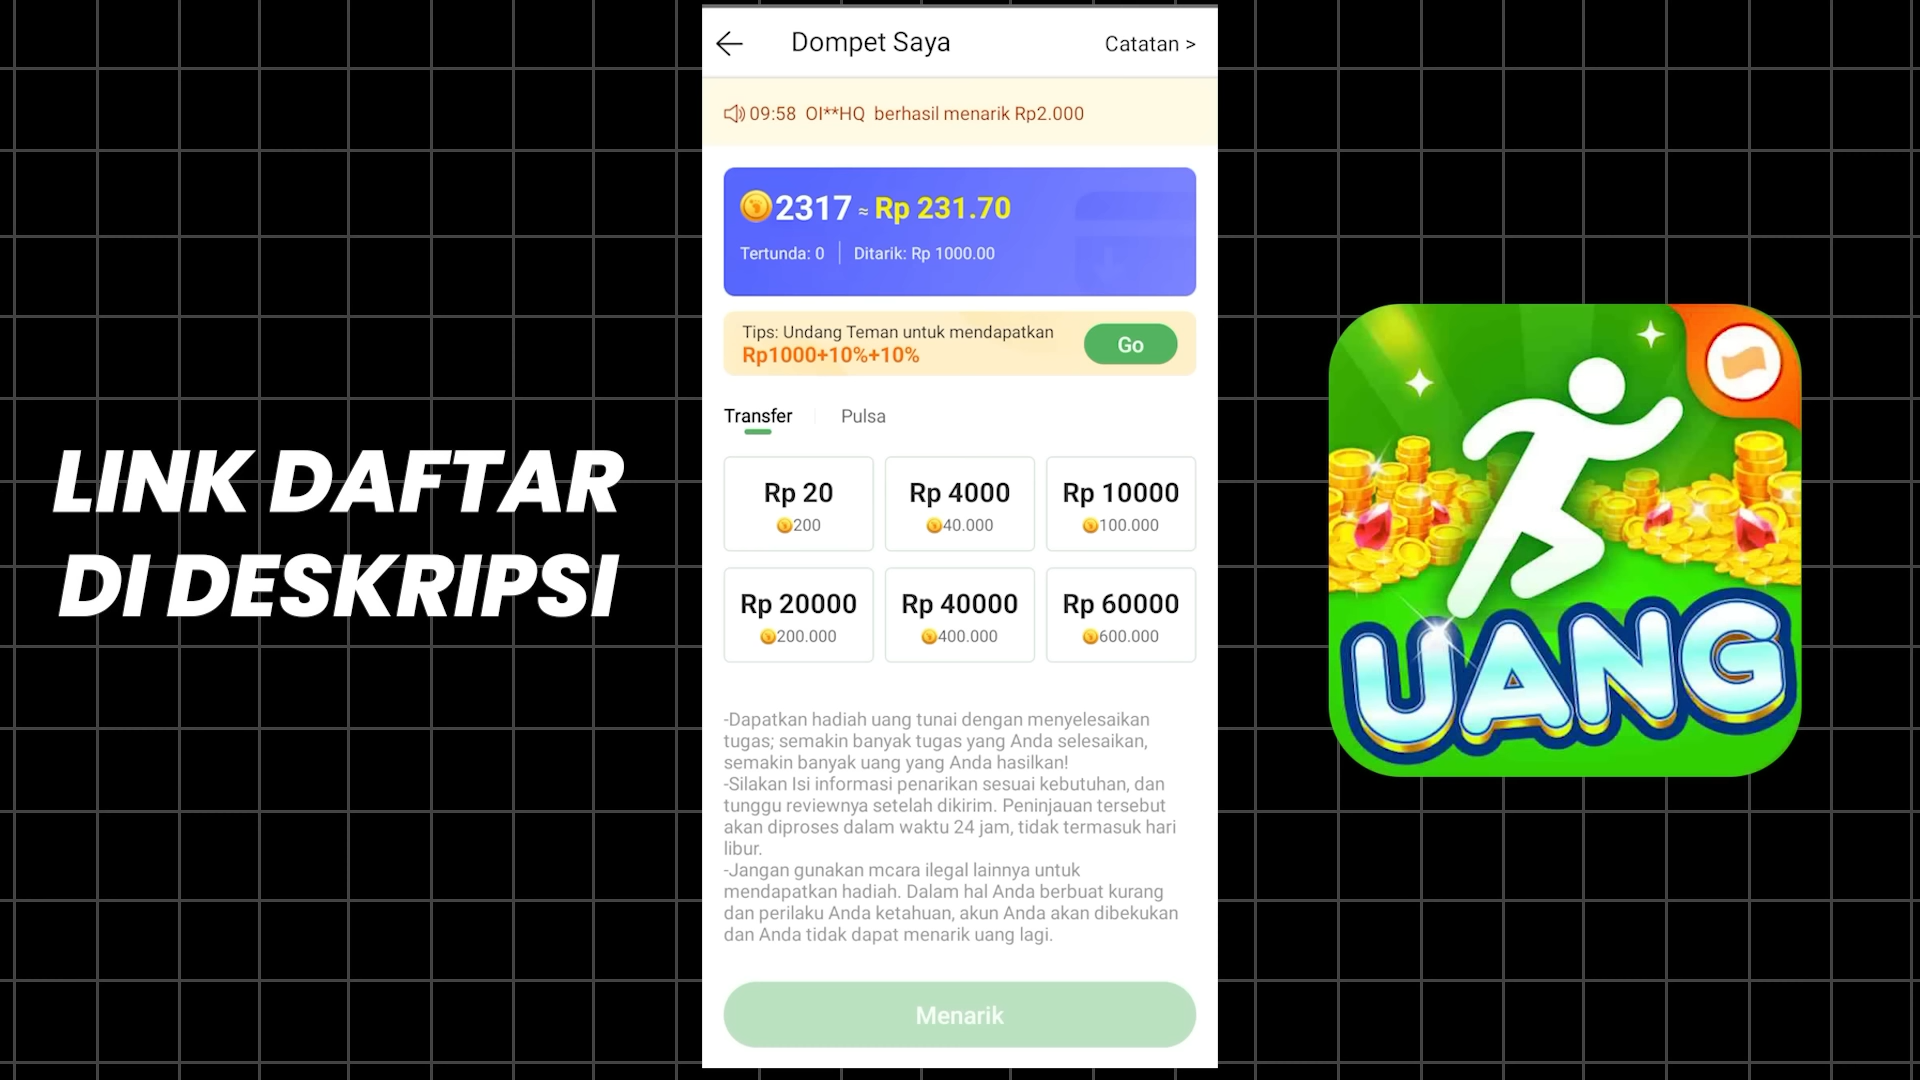 LINK DAFTAR
DI DESKRIPSI
Dompet Saya
Catatan >
09:58 OI**HQ berhasil menarik Rp2.000
2317 ≈ Rp 231.70
Tertunda: 0 Ditarik: Rp 1000.00
Tips: Undang Teman untuk mendapatkan
Rp1000+10%+10%
Go
Transfer Pulsa
Rp 20 Rp 4000 Rp 10000
200 40.000 100.000
Rp 20000 Rp 40000 Rp 60000
200.000 400.000 600.000
-Dapatkan hadiah uang tunai dengan menyelesaikan
tugas; semakin banyak tugas yang Anda selesaikan,
semakin banyak uang yang Anda hasilkan!
-Silakan Isi informasi penarikan sesuai kebutuhan, dan
tunggu reviewnya setelah dikirim. Peninjauan tersebut
akan diproses dalam waktu 24 jam, tidak termasuk hari
libur.
-Jangan gunakan mcara ilegal lainnya untuk
mendapatkan hadiah. Dalam hal Anda berbuat kurang
dan perilaku Anda ketahuan, akun Anda akan dibekukan
dan Anda tidak dapat menarik uang lagi.
Menarik
UANG